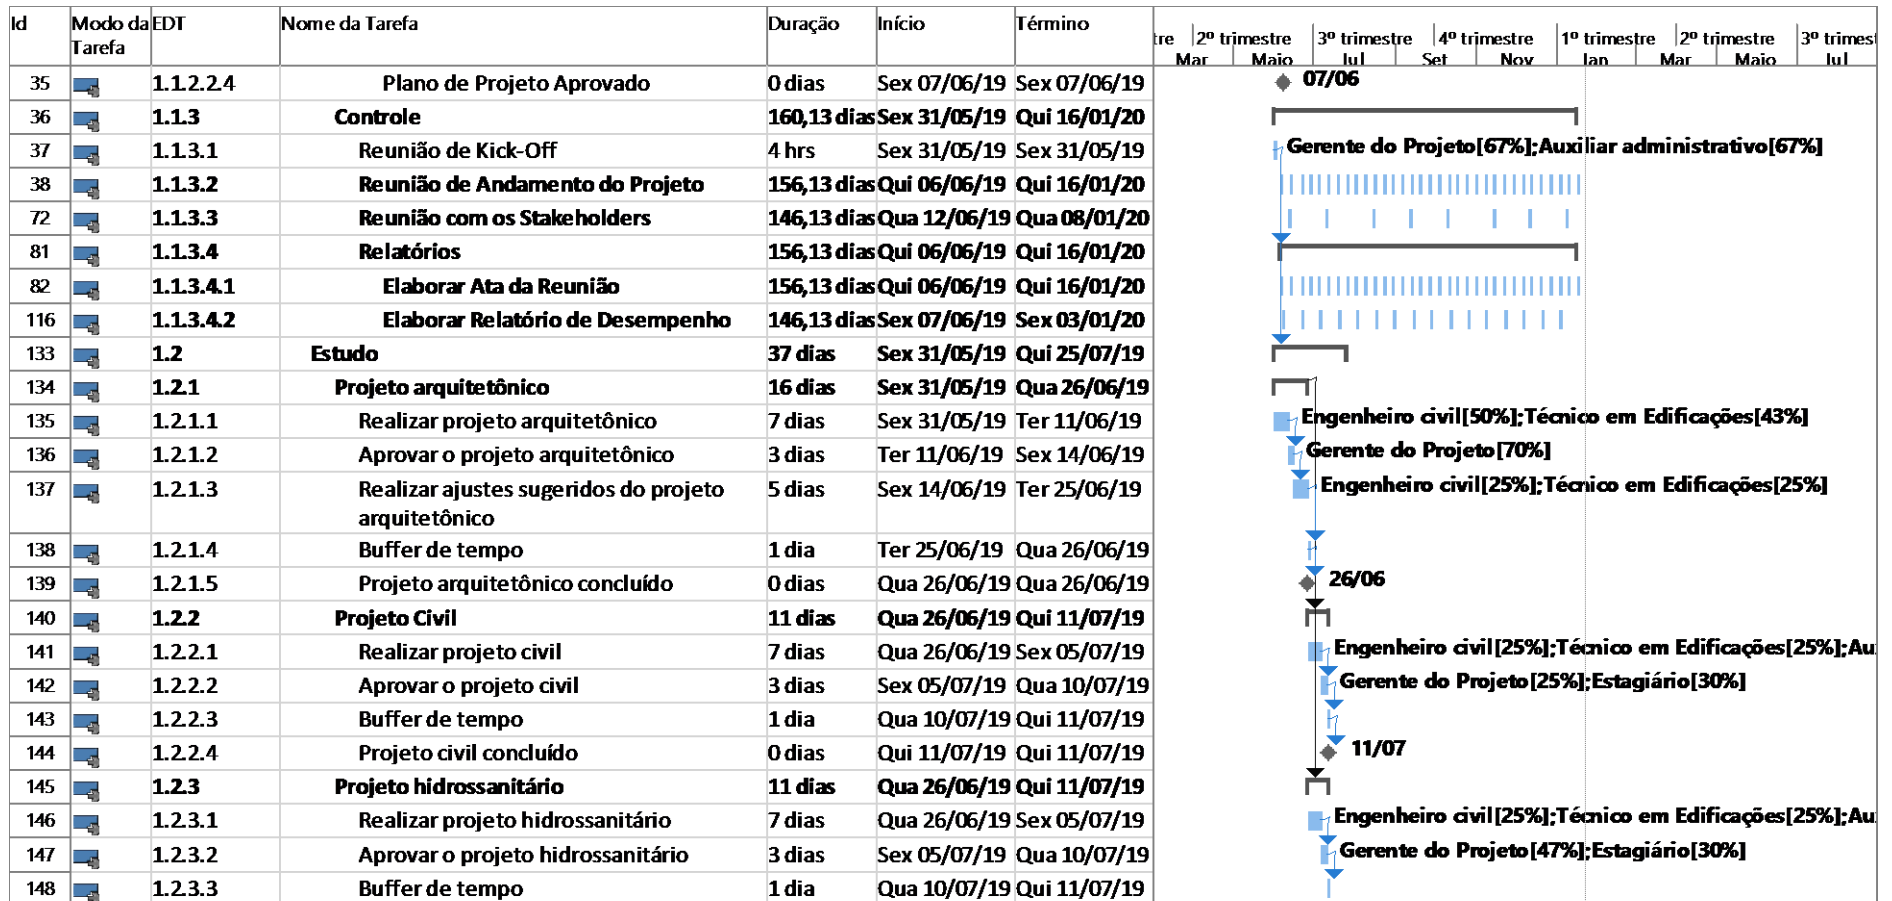 Id Modo da Tarefa EDT Nome da Tarefa Duração Início Término
tre 2º trimestre 3º trimestre 4º trimestre 1º trimestre 2º trimestre 3º trimest
Mar Maio Jul Set Nov Jan Mar Maio Jul
35 1.1.2.2.4 Plano de Projeto Aprovado 0 dias Sex 07/06/19 Sex 07/06/19 07/06
36 1.1.3 Controle 160,13 dias Sex 31/05/19 Qui 16/01/20
37 1.1.3.1 Reunião de Kick-Off 4 hrs Sex 31/05/19 Sex 31/05/19 Gerente do Projeto[67%];Auxiliar administrativo[67%]
38 1.1.3.2 Reunião de Andamento do Projeto 156,13 dias Qui 06/06/19 Qui 16/01/20
72 1.1.3.3 Reunião com os Stakeholders 146,13 dias Qua 12/06/19 Qua 08/01/20
81 1.1.3.4 Relatórios 156,13 dias Qui 06/06/19 Qui 16/01/20
82 1.1.3.4.1 Elaborar Ata da Reunião 156,13 dias Qui 06/06/19 Qui 16/01/20
116 1.1.3.4.2 Elaborar Relatório de Desempenho 146,13 dias Sex 07/06/19 Sex 03/01/20
133 1.2 Estudo 37 dias Sex 31/05/19 Qui 25/07/19
134 1.2.1 Projeto arquitetônico 16 dias Sex 31/05/19 Qua 26/06/19
135 1.2.1.1 Realizar projeto arquitetônico 7 dias Sex 31/05/19 Ter 11/06/19 Engenheiro civil[50%];Técnico em Edificações[43%]
136 1.2.1.2 Aprovar o projeto arquitetônico 3 dias Ter 11/06/19 Sex 14/06/19 Gerente do Projeto[70%]
137 1.2.1.3 Realizar ajustes sugeridos do projeto arquitetônico 5 dias Sex 14/06/19 Ter 25/06/19 Engenheiro civil[25%];Técnico em Edificações[25%]
138 1.2.1.4 Buffer de tempo 1 dia Ter 25/06/19 Qua 26/06/19
139 1.2.1.5 Projeto arquitetônico concluído 0 dias Qua 26/06/19 Qua 26/06/19 26/06
140 1.2.2 Projeto Civil 11 dias Qua 26/06/19 Qui 11/07/19
141 1.2.2.1 Realizar projeto civil 7 dias Qua 26/06/19 Sex 05/07/19 Engenheiro civil[25%];Técnico em Edificações[25%];Au
142 1.2.2.2 Aprovar o projeto civil 3 dias Sex 05/07/19 Qua 10/07/19 Gerente do Projeto[25%];Estagiário[30%]
143 1.2.2.3 Buffer de tempo 1 dia Qua 10/07/19 Qui 11/07/19
144 1.2.2.4 Projeto civil concluído 0 dias Qui 11/07/19 Qui 11/07/19 11/07
145 1.2.3 Projeto hidrossanitário 11 dias Qua 26/06/19 Qui 11/07/19
146 1.2.3.1 Realizar projeto hidrossanitário 7 dias Qua 26/06/19 Sex 05/07/19 Engenheiro civil[25%];Técnico em Edificações[25%];Au
147 1.2.3.2 Aprovar o projeto hidrossanitário 3 dias Sex 05/07/19 Qua 10/07/19 Gerente do Projeto[47%];Estagiário[30%]
148 1.2.3.3 Buffer de tempo 1 dia Qua 10/07/19 Qui 11/07/19